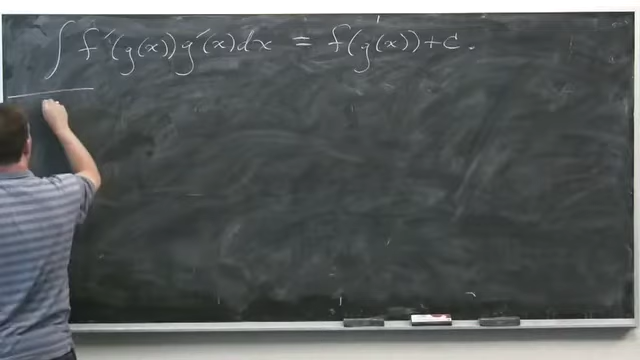 ∫ f'(g(x))g'(x)dx = f(g(x))+c.